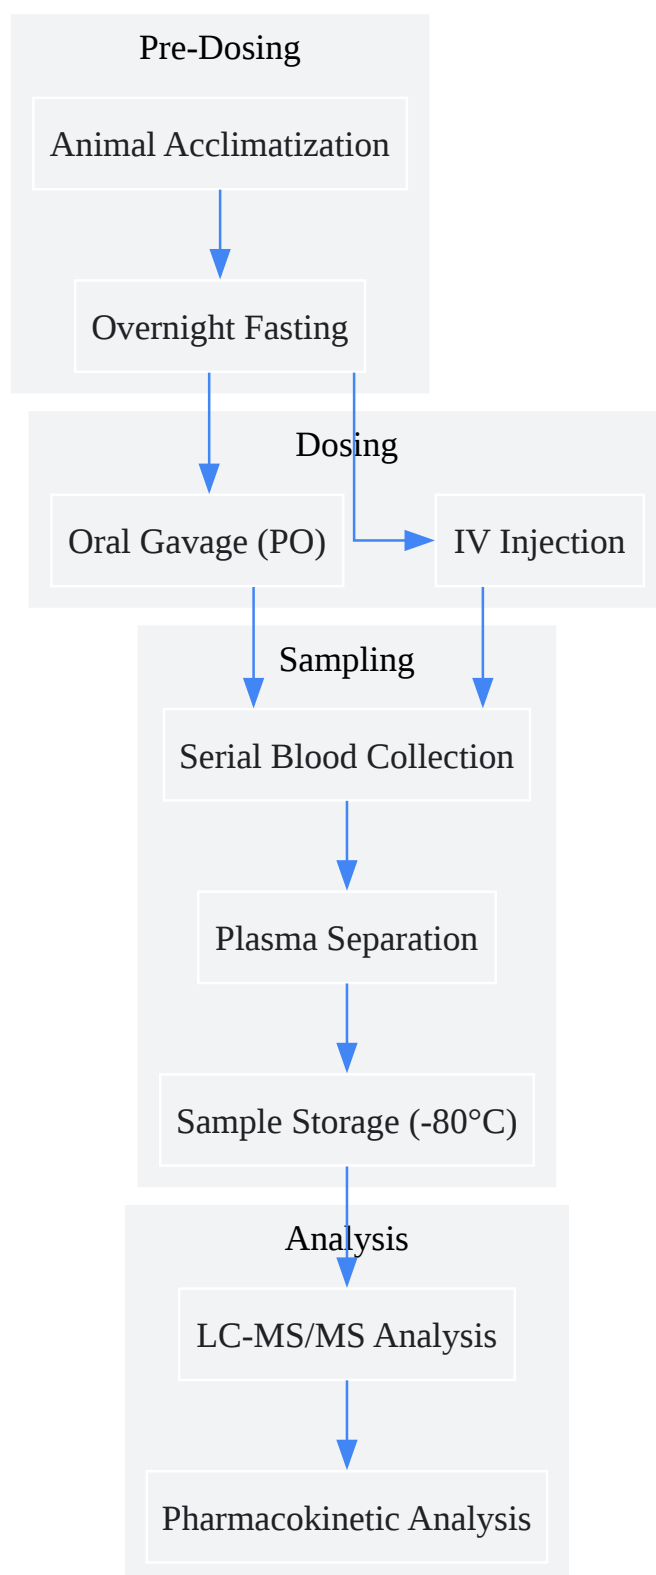 Pre-Dosing
Animal Acclimatization
Overnight Fasting
Dosing
Oral Gavage (PO)
IV Injection
Sampling
Serial Blood Collection
Plasma Separation
Sample Storage (-80°C)
Analysis
LC-MS/MS Analysis
Pharmacokinetic Analysis